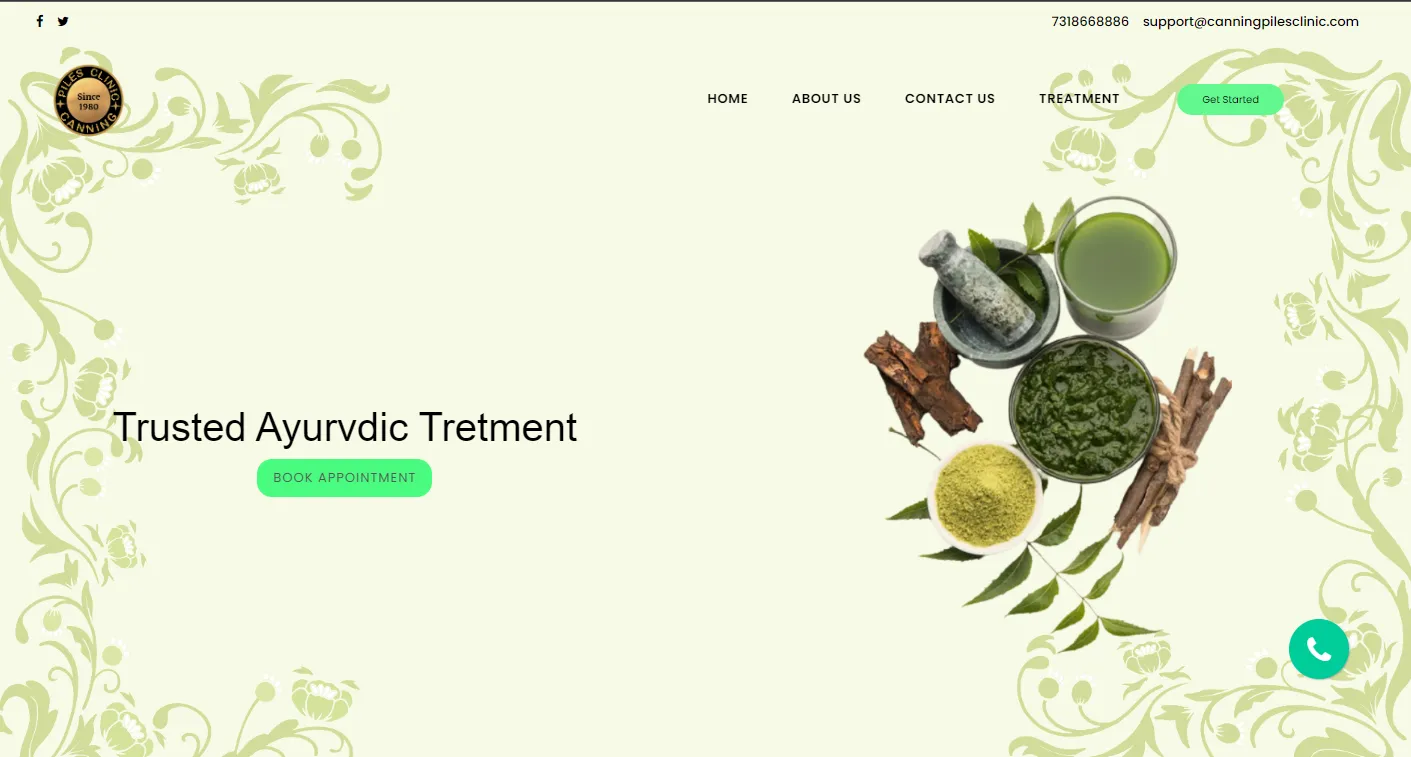 7318668886 support@canningpilesclinic.com
PILES CLINIC
Since
1980
CANNING
HOME ABOUT US CONTACT US TREATMENT Get Started
Trusted Ayurvdic Tretment
BOOK APPOINTMENT